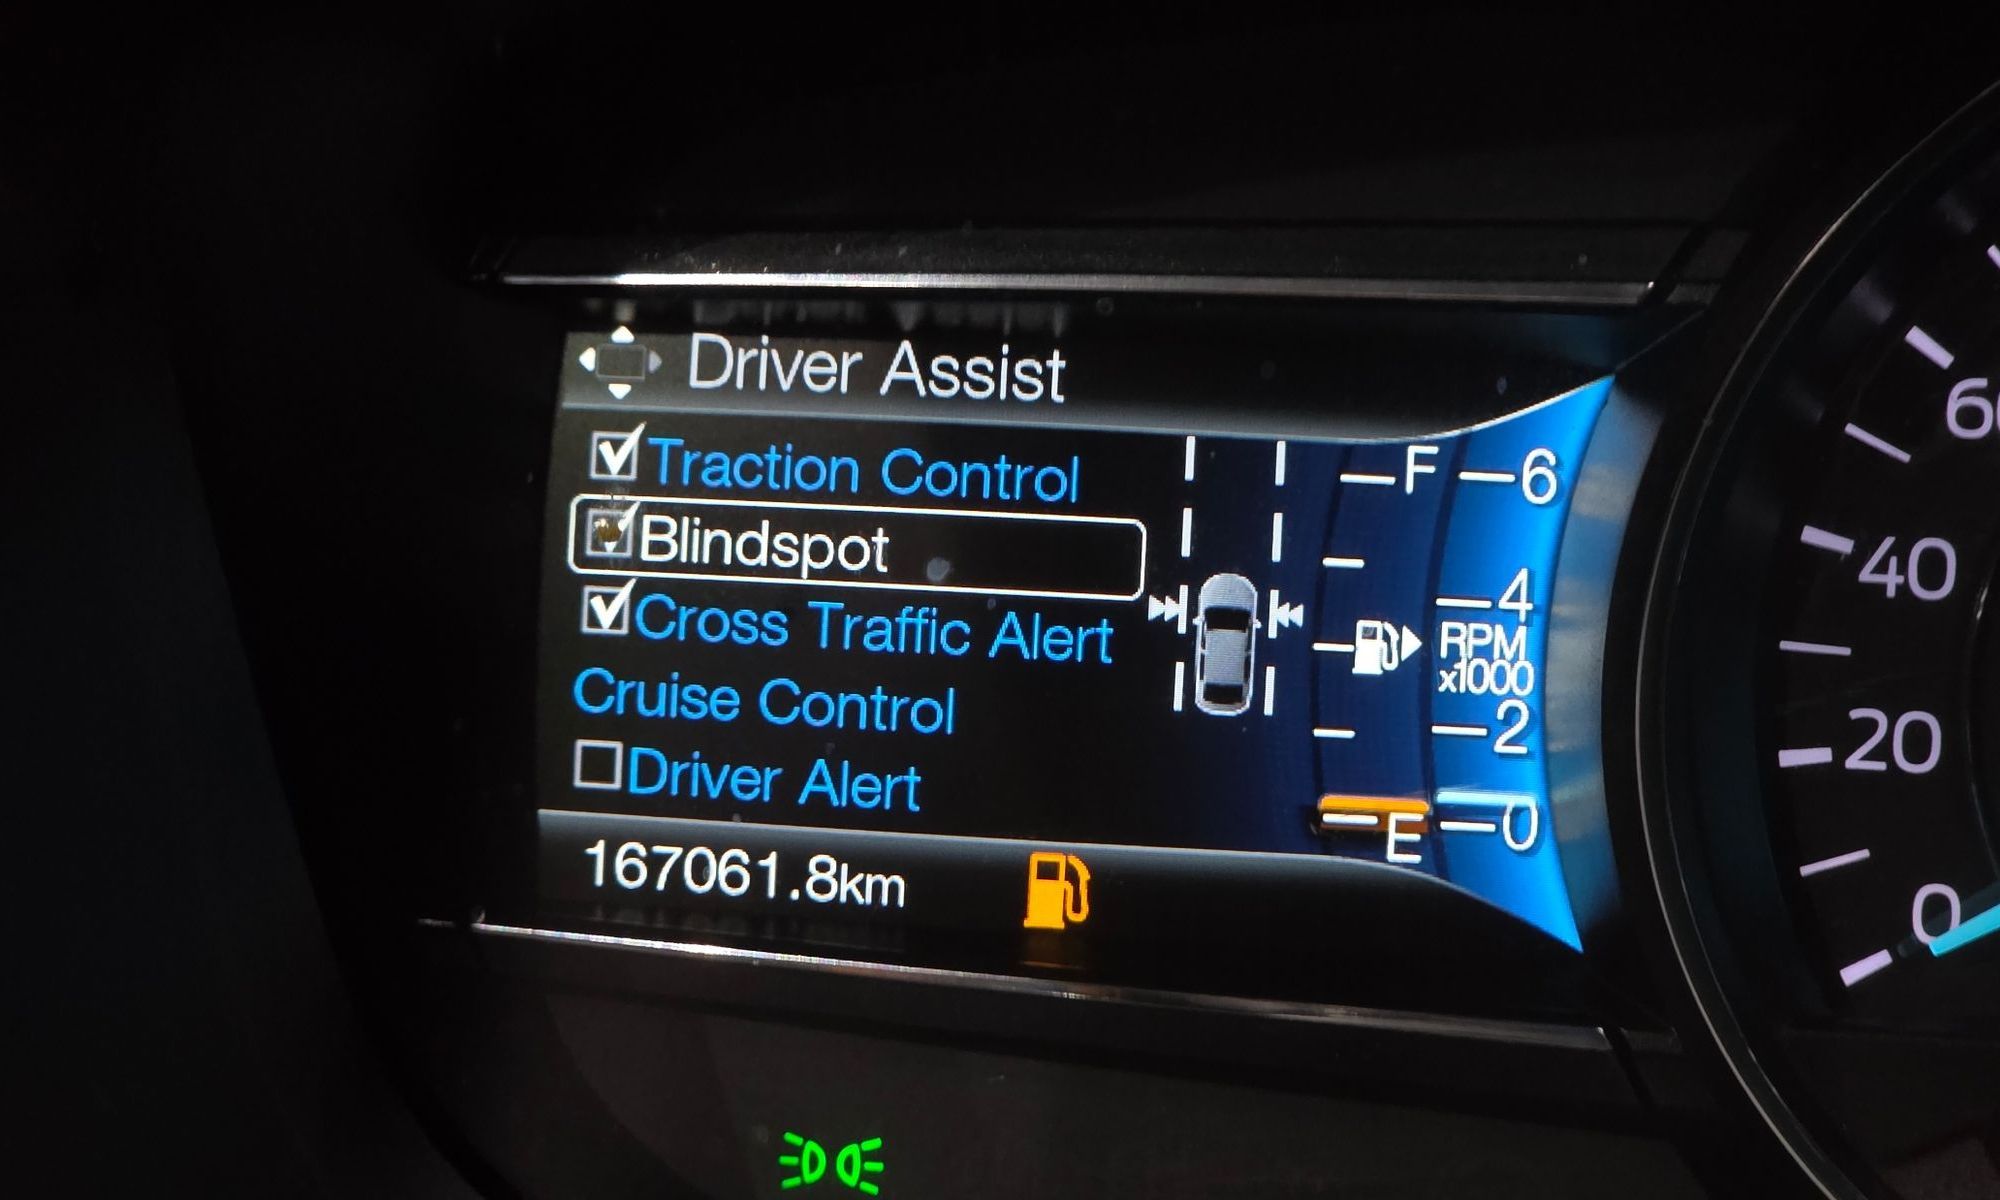 Driver Assist
Traction Control
Blindspot
Cross Traffic Alert
Cruise Control
Driver Alert
167061.8km
F
E
6
4
RPM
x1000
2
0
40
20
0